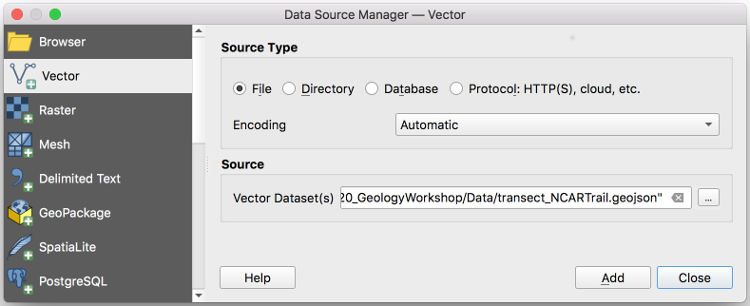 Data Source Manager — Vector
Browser
Vector
Raster
Mesh
Delimited Text
GeoPackage
SpatiaLite
PostgreSQL
Source Type
File Directory Database Protocol: HTTP(S), cloud, etc.
Encoding Automatic
Source
Vector Dataset(s) 20_GeologyWorkshop/Data/transect_NCARTrail.geojson" ...
Help Add Close